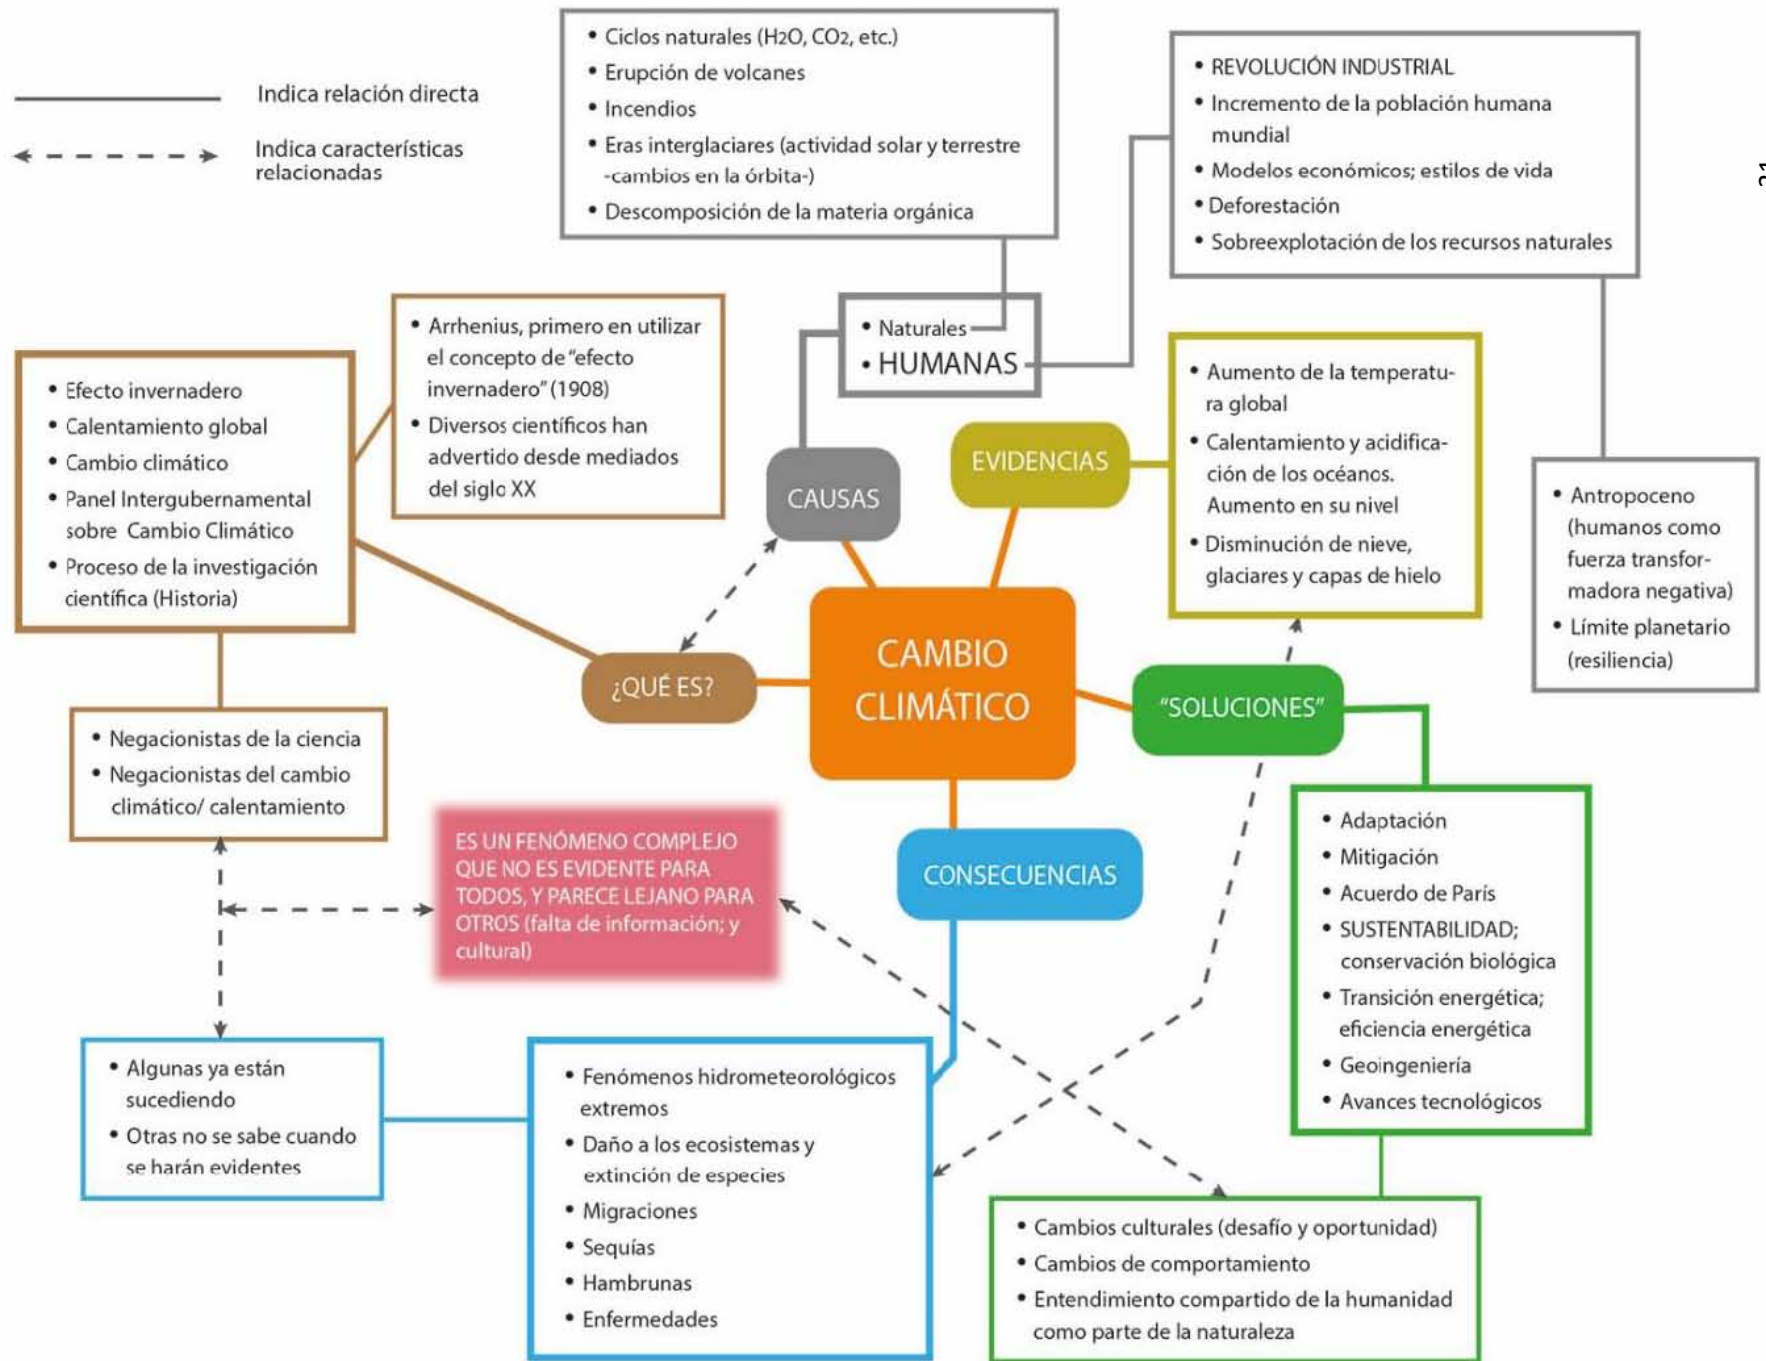 Indica relación directa
Indica características
relacionadas
• Ciclos naturales (H2O, CO2, etc.)
• Erupción de volcanes
• Incendios
• Eras interglaciares (actividad solar y terrestre
-cambios en la órbita-)
• Descomposición de la materia orgánica
• REVOLUCIÓN INDUSTRIAL
• Incremento de la población humana
mundial
• Modelos económicos; estilos de vida
• Deforestación
• Sobreexplotación de los recursos naturales
• Naturales
• HUMANAS
• Arrhenius, primero en utilizar
el concepto de "efecto
invernadero" (1908)
• Diversos científicos han
advertido desde mediados
del siglo XX
• Efecto invernadero
• Calentamiento global
• Cambio climático
• Panel Intergubernamental
sobre Cambio Climático
• Proceso de la investigación
científica (Historia)
CAUSAS
EVIDENCIAS
• Aumento de la temperatu-
ra global
• Calentamiento y acidifica-
ción de los océanos.
Aumento en su nivel
• Disminución de nieve,
glaciares y capas de hielo
• Antropoceno
(humanos como
fuerza transfor-
madora negativa)
• Límite planetario
(resiliencia)
¿QUÉ ES?
CAMBIO
CLIMÁTICO
"SOLUCIONES"
• Negacionistas de la ciencia
• Negacionistas del cambio
climático/ calentamiento
ES UN FENÓMENO COMPLEJO
QUE NO ES EVIDENTE PARA
TODOS, Y PARECE LEJANO PARA
OTROS (falta de información; y
cultural)
CONSECUENCIAS
• Adaptación
• Mitigación
• Acuerdo de París
• SUSTENTABILIDAD;
conservación biológica
• Transición energética;
eficiencia energética
• Geoingeniería
• Avances tecnológicos
• Algunas ya están
sucediendo
• Otras no se sabe cuando
se harán evidentes
• Fenómenos hidrometeorológicos
extremos
• Daño a los ecosistemas y
extinción de especies
• Migraciones
• Sequías
• Hambrunas
• Enfermedades
• Cambios culturales (desafío y oportunidad)
• Cambios de comportamiento
• Entendimiento compartido de la humanidad
como parte de la naturaleza